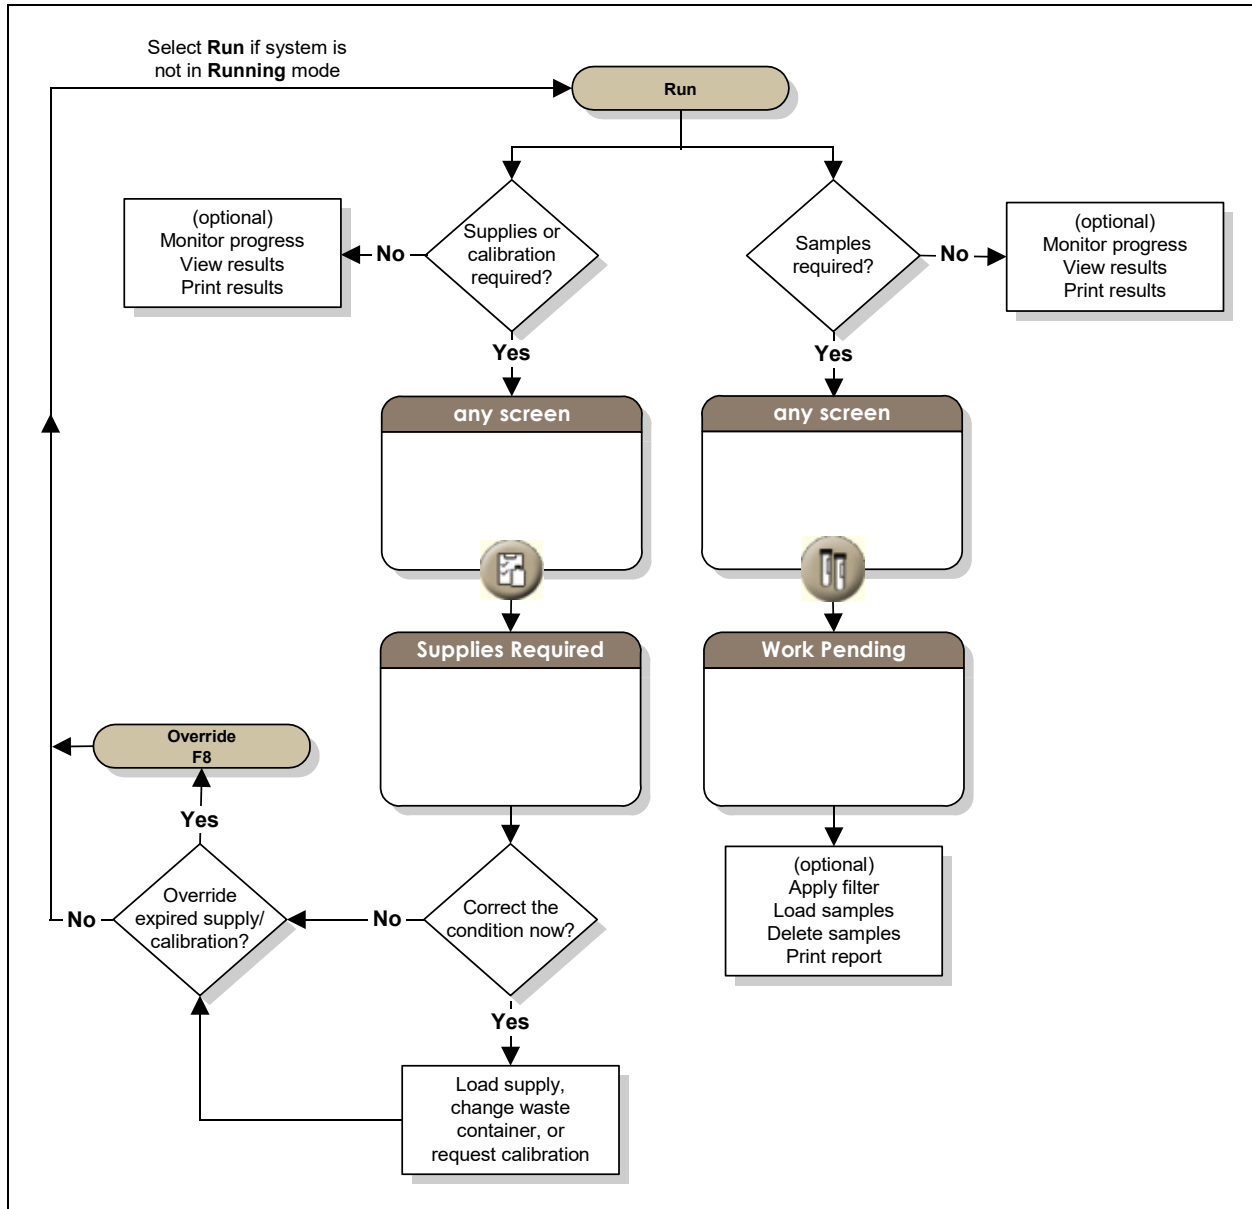 Select Run if system is
not in Running mode
Run
(optional)
Monitor progress
View results
Print results
No
Supplies or
calibration
required?
Samples
required?
No
(optional)
Monitor progress
View results
Print results
Yes
Yes
any screen
any screen
Supplies Required
Work Pending
Override
F8
Yes
No
Override
expired supply/
calibration?
No
Correct the
condition now?
(optional)
Apply filter
Load samples
Delete samples
Print report
Yes
Load supply,
change waste
container, or
request calibration